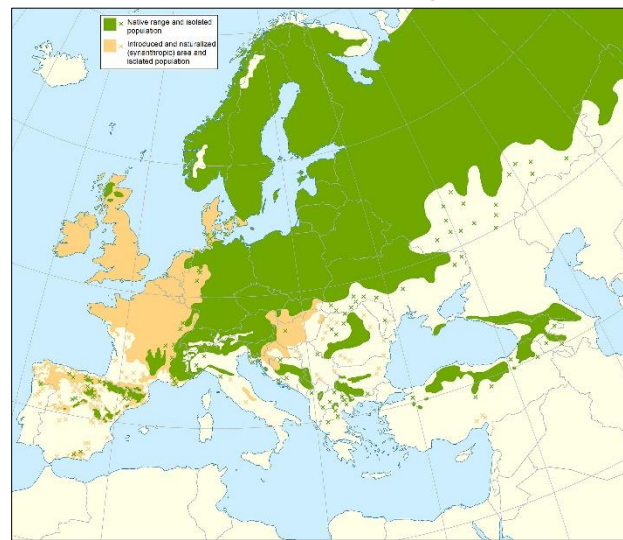 Native range and isolated
population
Introduced and naturalized
(synanthropic) area and
isolated population